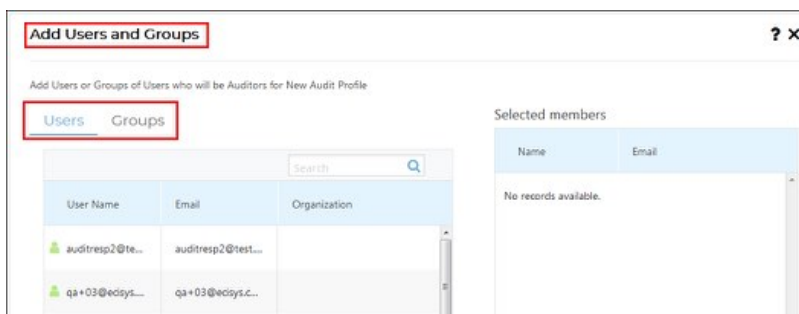 Add Users and Groups
? X
Add Users or Groups of Users who will be Auditors for New Audit Profile
Users Groups
Selected members
Search
Name Email
User Name Email Organization
No records available.
auditresp2@te... auditresp2@test....
qa+03@ecisys.... qa+03@ecisys.c...